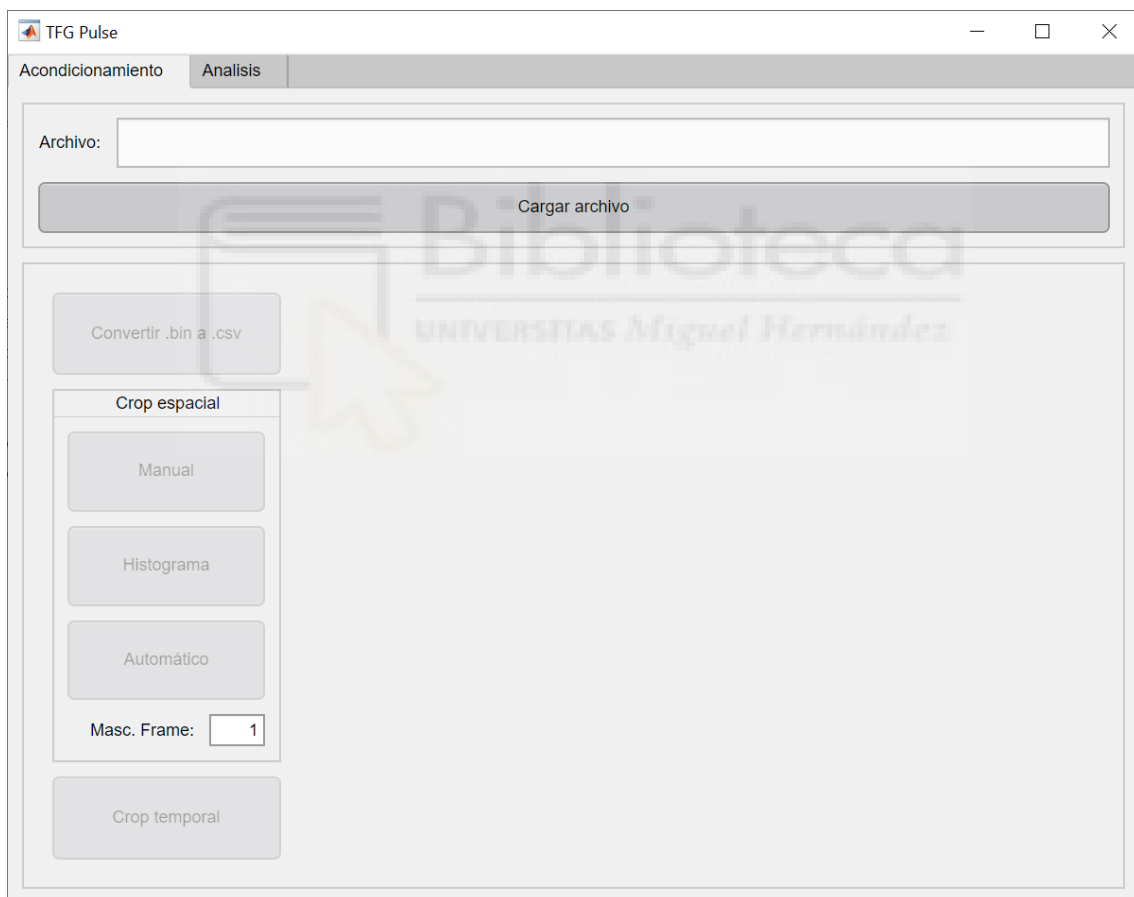 TFG Pulse
Acondicionamiento Analisis
Archivo:
Cargar archivo
Biblioteca
UNIVERSITAS Miguel Hernández
Convertir .bin a .csv
Crop espacial
Manual
Histograma
Automático
Masc. Frame: 1
Crop temporal